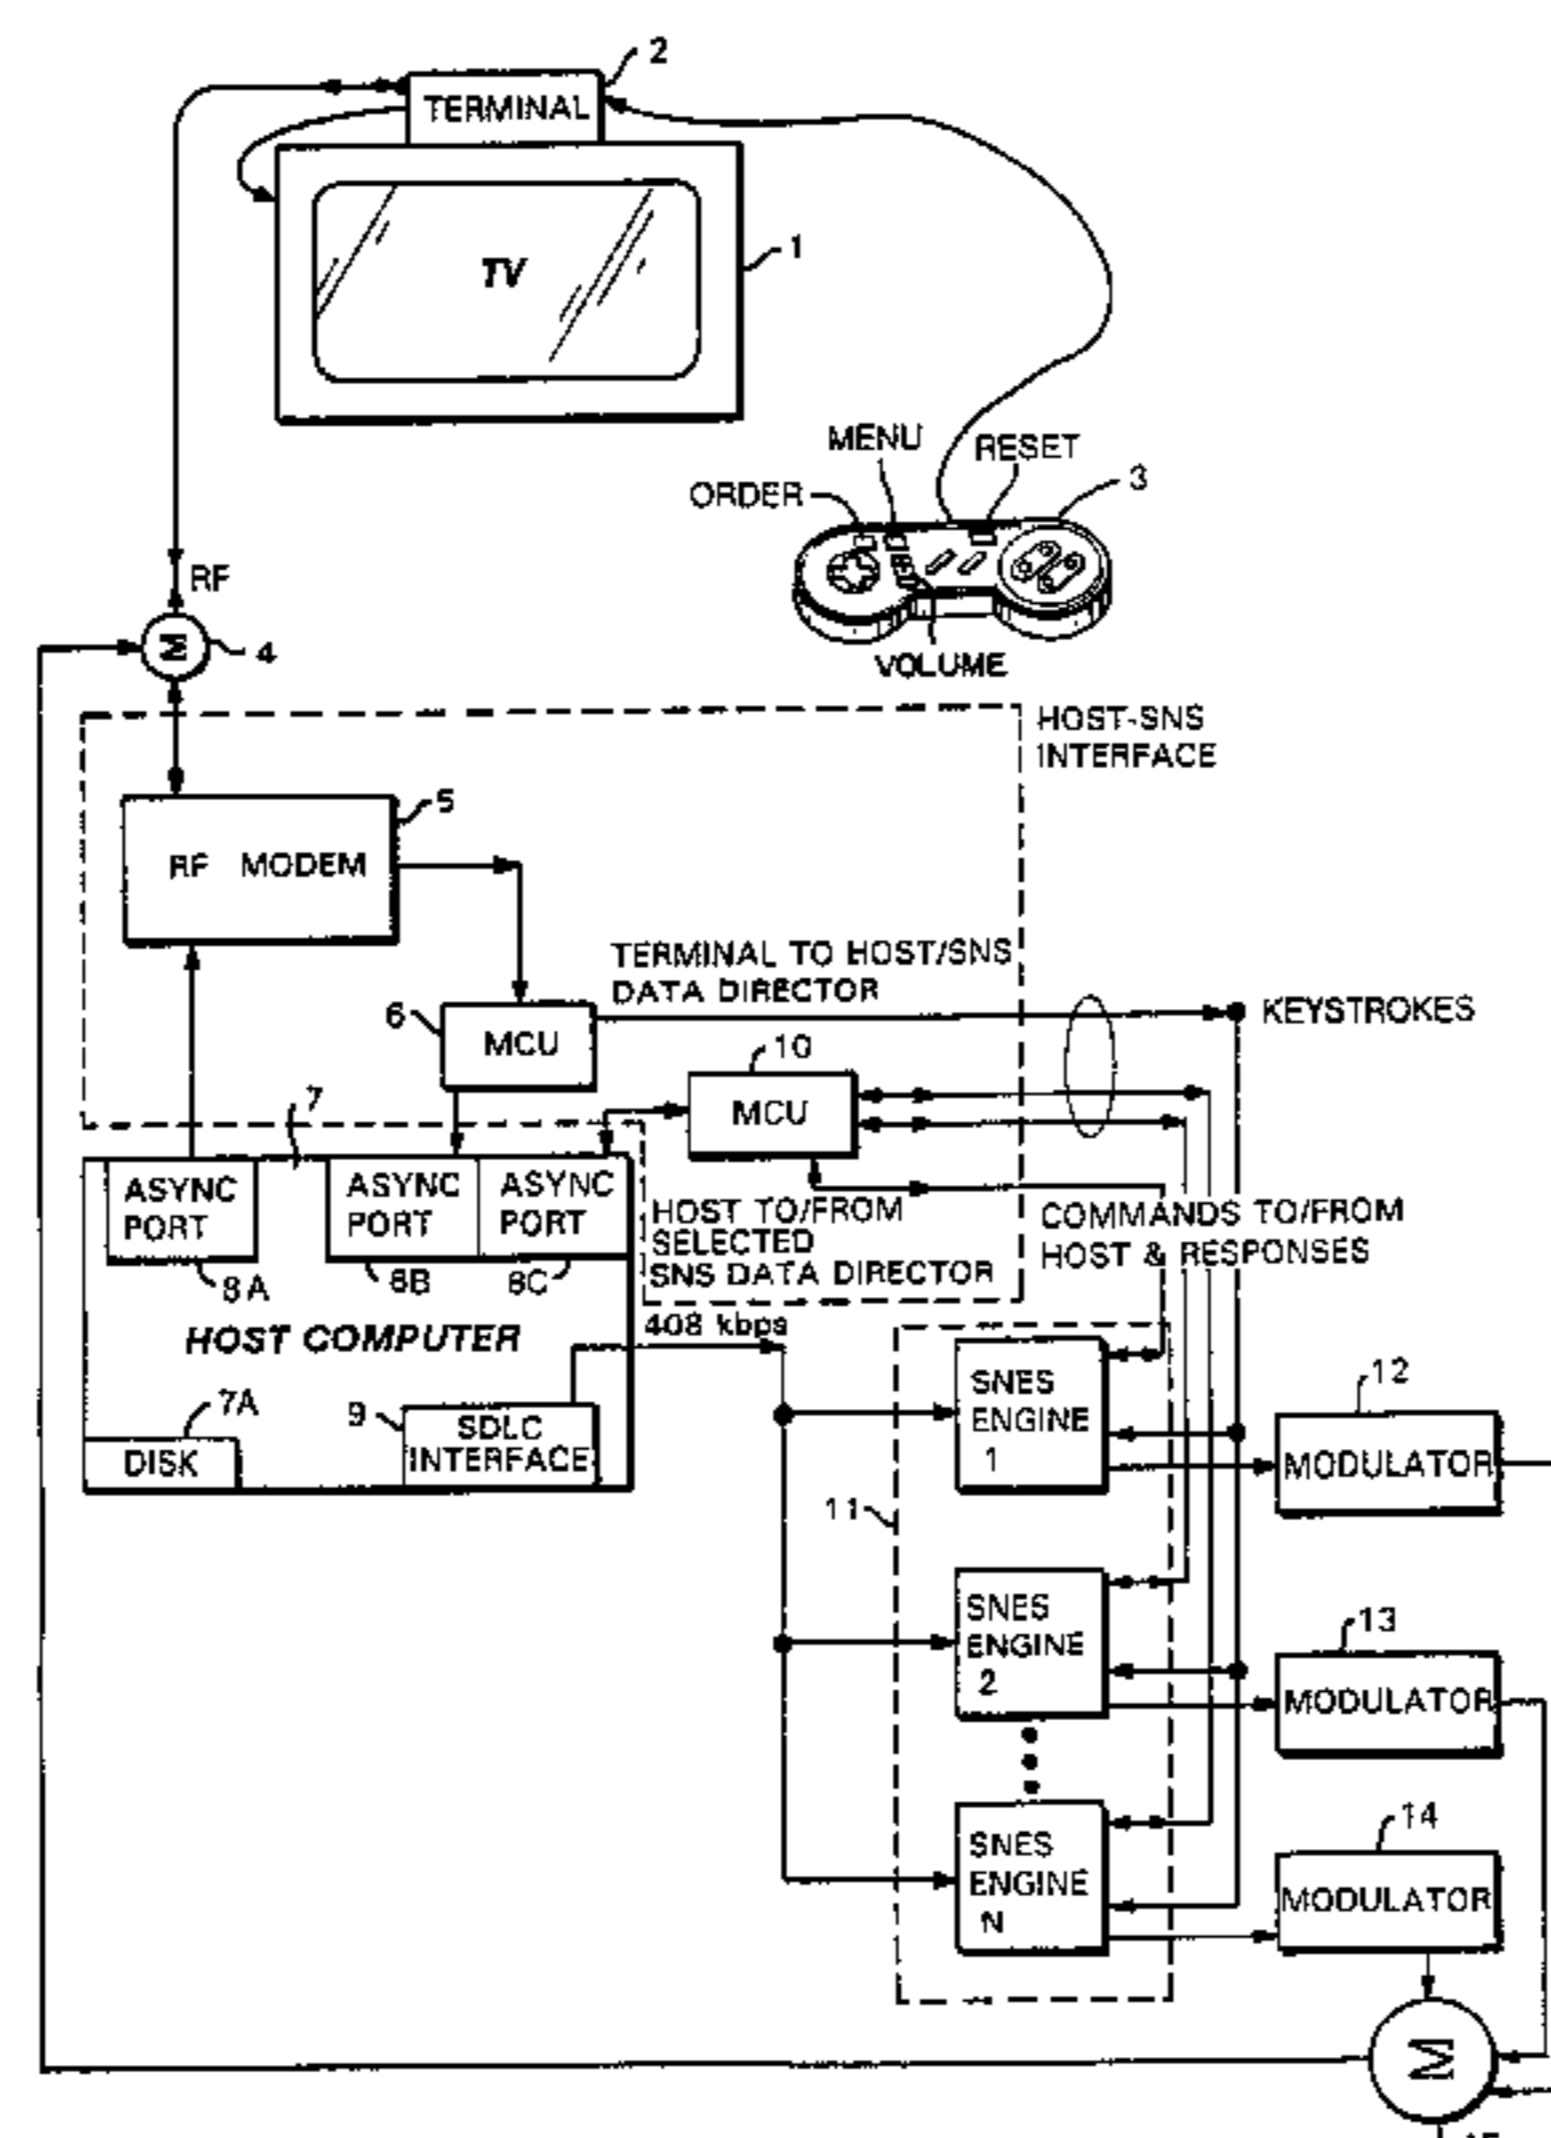 2
TERMINAL
TV
1
MENU
RESET
ORDER
3
VOLUME
RF
Σ
4
HOST-SNS
INTERFACE
5
RF MODEM
TERMINAL TO HOST/SNS
DATA DIRECTOR
6
MCU
KEYSTROKES
10
MCU
7
ASYNC
PORT
ASYNC
PORT
ASYNC
PORT
8A
8B
8C
HOST TO/FROM
SELECTED
SNS DATA DIRECTOR
COMMANDS TO/FROM
HOST & RESPONSES
HOST COMPUTER
408 kbps
7A
DISK
9
SDLC
INTERFACE
SNES
ENGINE
1
12
MODULATOR
11
SNES
ENGINE
2
13
MODULATOR
SNES
ENGINE
N
14
MODULATOR
Σ